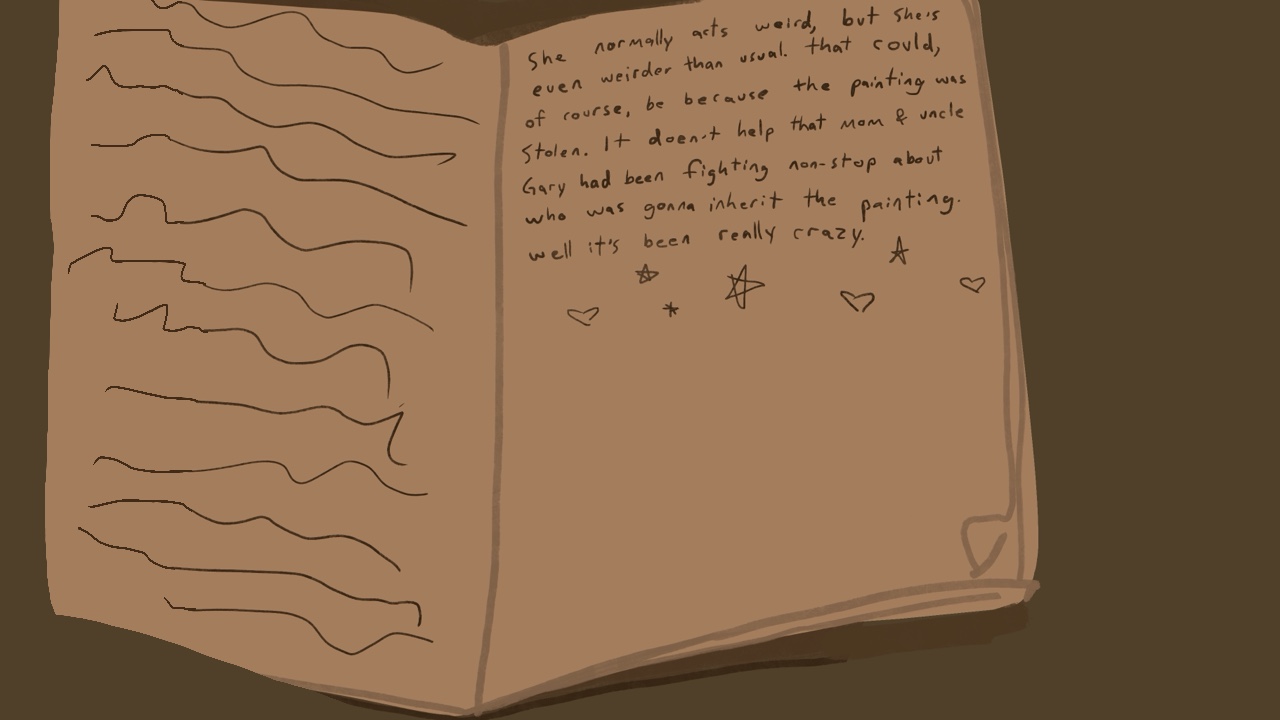 She normally acts weird, but she's
even weirder than usual. that could,
of course, be because the painting was
Stolen. It doen't help that Mom & uncle
Gary had been fighting non-stop about
who was gonna inherit the painting.
well it's been really crazy.